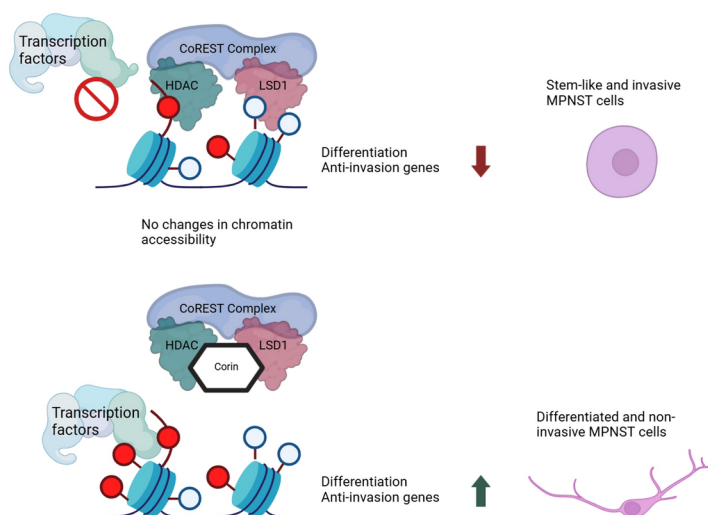 Transcription
factors
CoREST Complex
HDAC
LSD1
Stem-like and invasive
MPNST cells
Differentiation
Anti-invasion genes
No changes in chromatin
accessibility
CoREST Complex
HDAC
LSD1
Corin
Transcription
factors
Differentiated and non-
invasive MPNST cells
Differentiation
Anti-invasion genes